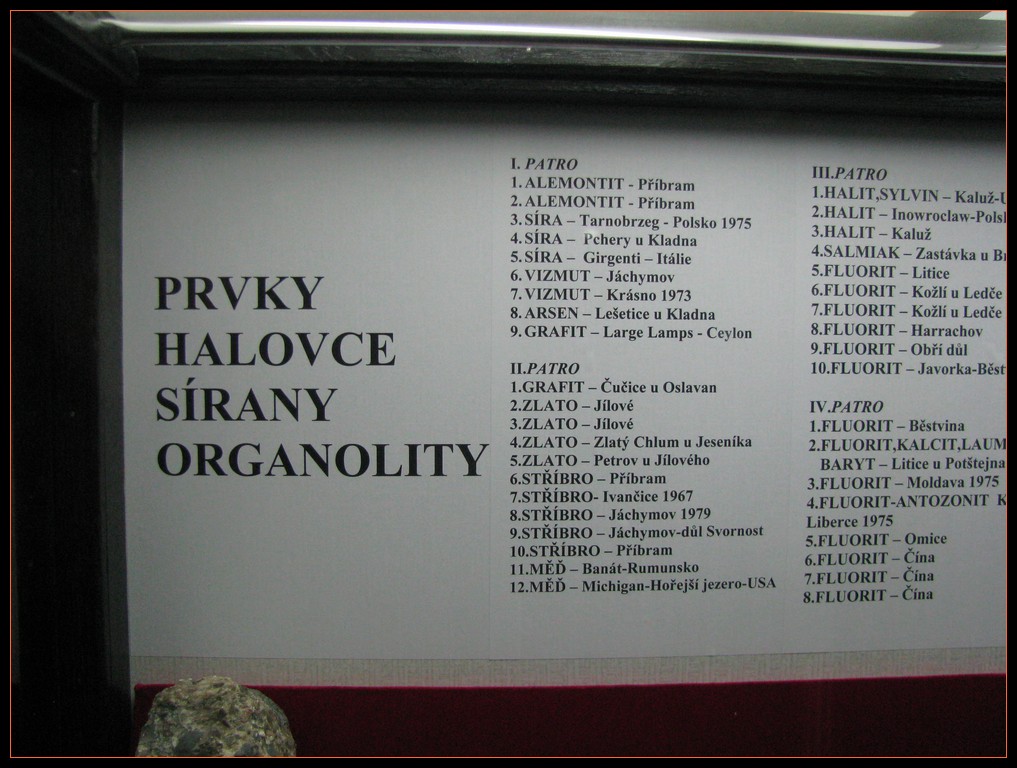 PRVKY
HALOVCE
SÍRANY
ORGANOLITY
I. PATRO
1. ALEMONTIT - Příbram
2. ALEMONTIT - Příbram
3. SÍRA – Tarnobrzeg - Polsko 1975
4. SÍRA – Pchery u Kladna
5. SÍRA – Girgenti – Itálie
6. VIZMUT – Jáchymov
7. VIZMUT – Krásno 1973
8. ARSEN – Lešetice u Kladna
9. GRAFIT – Large Lamps - Ceylon
II.PATRO
1.GRAFIT – Čučice u Oslavan
2.ZLATO – Jílové
3.ZLATO – Jílové
4.ZLATO – Zlatý Chlum u Jeseníka
5.ZLATO – Petrov u Jílového
6.STŘÍBRO – Příbram
7.STŘÍBRO- Ivančice 1967
8.STŘÍBRO – Jáchymov 1979
9.STŘÍBRO – Jáchymov-důl Svornost
10.STŘÍBRO – Příbram
11.MĚĎ – Banát-Rumunsko
12.MĚĎ – Michigan-Hořejší jezero-USA
III.PATRO
1.HALIT,SYLVIN – Kaluž-U
2.HALIT – Inowroclaw-Pols
3.HALIT – Kaluž
4.SALMIAK – Zastávka u B
5.FLUORIT – Litice
6.FLUORIT – Kožlí u Ledče
7.FLUORIT – Kožlí u Ledče
8.FLUORIT – Harrachov
9.FLUORIT – Obří důl
10.FLUORIT – Javorka-Běst
IV.PATRO
1.FLUORIT – Běstvina
2.FLUORIT,KALCIT,LAUM
BARYT – Litice u Potštejna
3.FLUORIT – Moldava 1975
4.FLUORIT-ANTOZONIT K
Liberce 1975
5.FLUORIT – Omice
6.FLUORIT – Čína
7.FLUORIT – Čína
8.FLUORIT – Čína